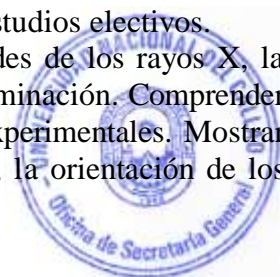 studios electivos.
des de los rayos X, la
minación. Comprender
xperimentales. Mostrar
la orientación de los
NACIONAL
Oficina de Secretaría General